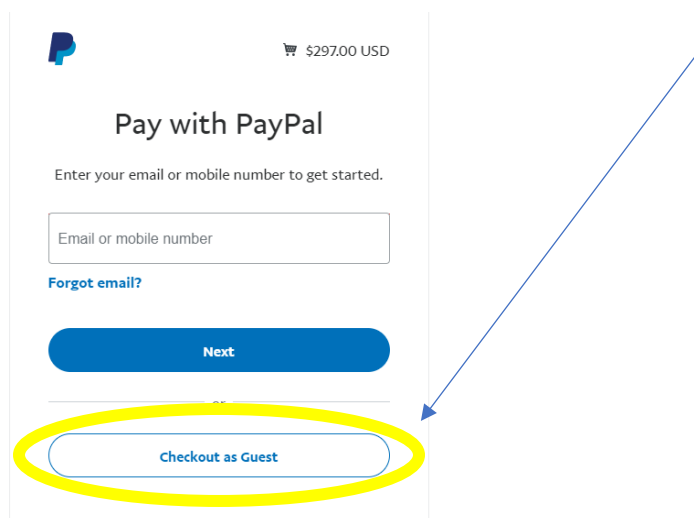 $297.00 USD
Pay with PayPal
Enter your email or mobile number to get started.
Email or mobile number
Forgot email?
Next
or
Checkout as Guest